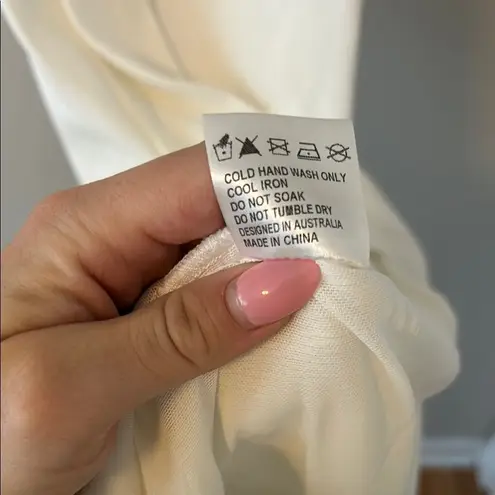 COLD HAND WASH ONLY
COOL IRON
DO NOT SOAK
DO NOT TUMBLE DRY
DESIGNED IN AUSTRALIA
MADE IN CHINA